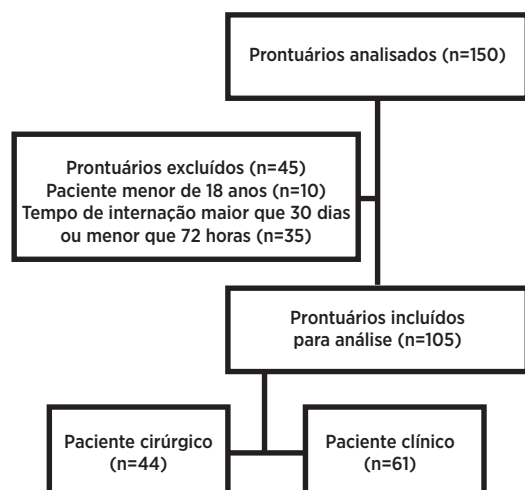 Prontuários analisados (n=150)
Prontuários excluídos (n=45)
Paciente menor de 18 anos (n=10)
Tempo de internação maior que 30 dias
ou menor que 72 horas (n=35)
Prontuários incluídos
para análise (n=105)
Paciente cirúrgico
(n=44)
Paciente clínico
(n=61)